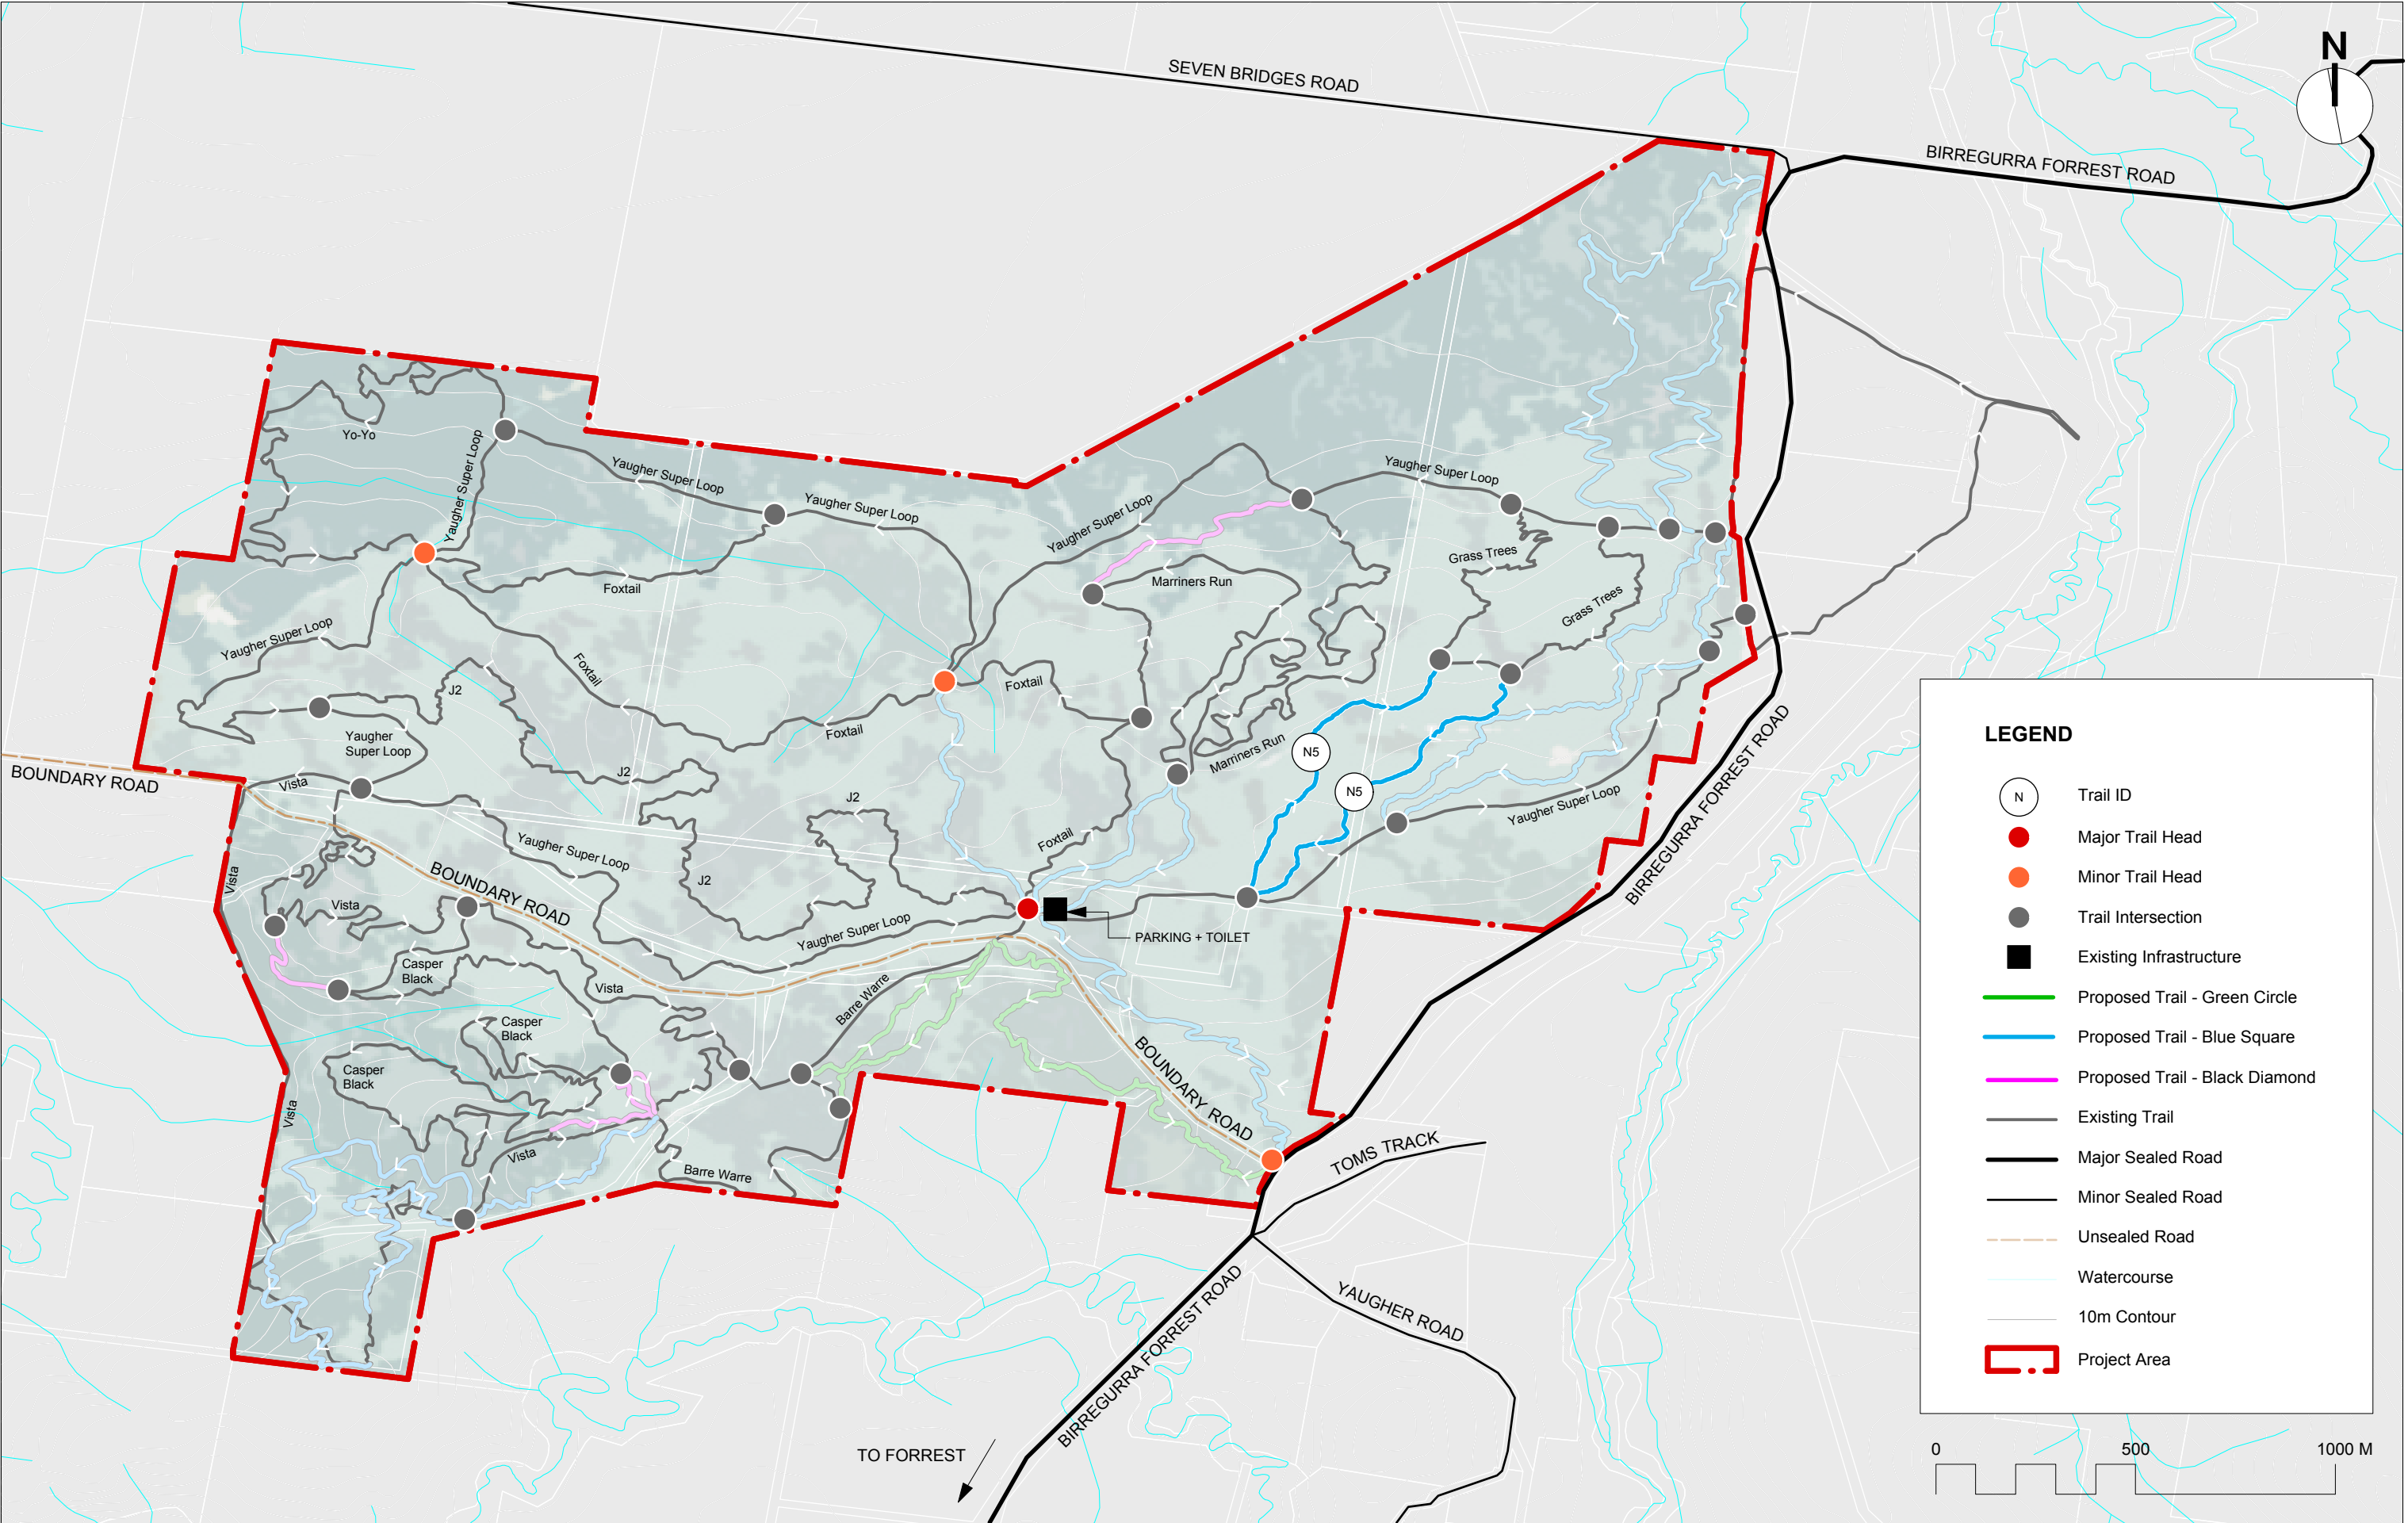 SEVEN BRIDGES ROAD
N
BIRREGURRA FORREST ROAD
Yo-Yo
Yaugher Super Loop
Yaugher Super Loop
Yaugher Super Loop
Yaugher Super Loop
Yaugher Super Loop
Grass Trees
Marriners Run
Foxtail
Grass Trees
Yaugher Super Loop
Foxtail
J2
Foxtail
Foxtail
Yaugher
Super Loop
N5
Marriners Run
BOUNDARY ROAD
Vista
J2
N5
J2
Yaugher Super Loop
BIRREGURRA FORREST ROAD
Foxtail
Yaugher Super Loop
Vista
BOUNDARY ROAD
J2
Vista
Yaugher Super Loop
PARKING + TOILET
Casper
Black
Vista
Barre Warre
Casper
Black
Casper
Black
Vista
BOUNDARY ROAD
Vista
Barre Warre
TOMS TRACK
YAUGHER ROAD
BIRREGURRA FORREST ROAD
TO FORREST
LEGEND
N Trail ID
Major Trail Head
Minor Trail Head
Trail Intersection
Existing Infrastructure
Proposed Trail - Green Circle
Proposed Trail - Blue Square
Proposed Trail - Black Diamond
Existing Trail
Major Sealed Road
Minor Sealed Road
Unsealed Road
Watercourse
10m Contour
Project Area
0 500 1000 M